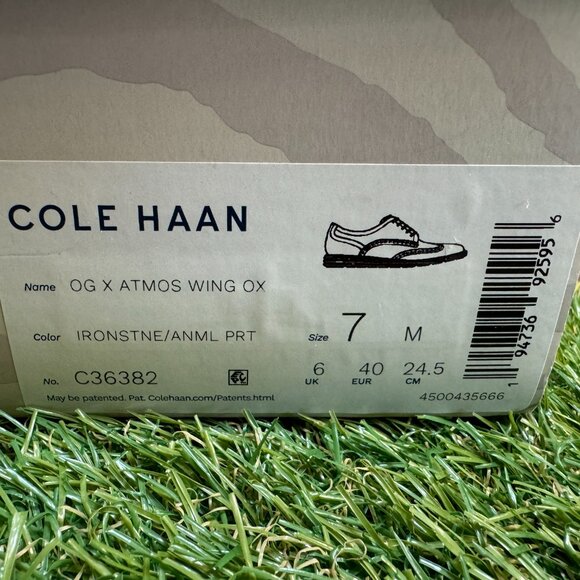 COLE HAAN
Name OG X ATMOS WING OX
Color IRONSTNE/ANML PRT
Size 7 M
No. C36382
6 UK 40 EUR 24.5 CM
May be patented. Pat. Colehaan.com/Patents.html
4500435666
1 94736 92595 6